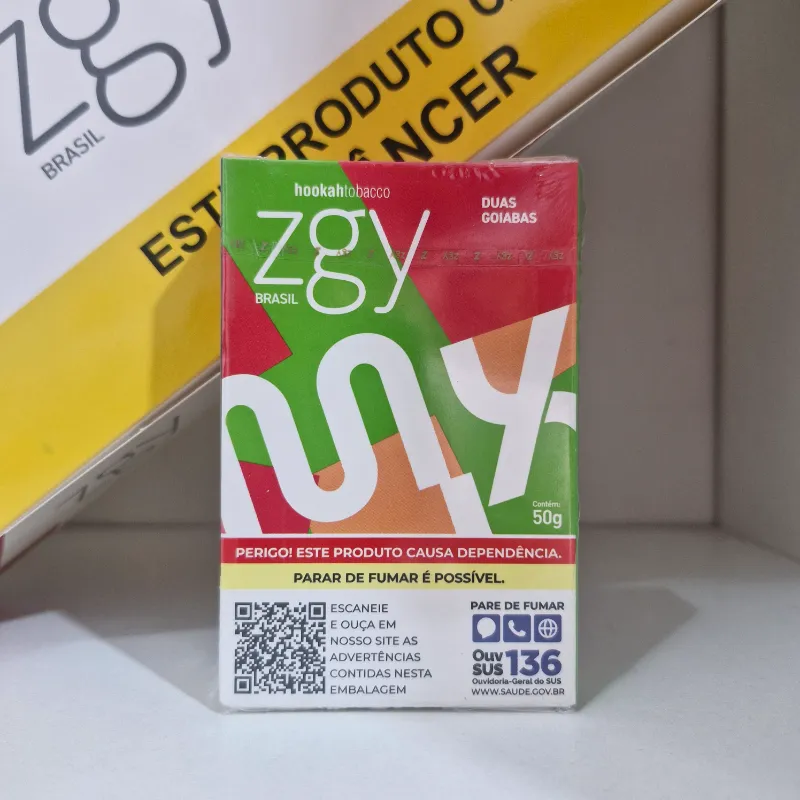 zgy
BRASIL
ESTE PRODUTO
CÂNCER
hookahtobacco
zgy
BRASIL
DUAS
GOIABAS
Contém:
50g
PERIGO! ESTE PRODUTO CAUSA DEPENDÊNCIA.
PARAR DE FUMAR É POSSÍVEL.
ESCANEIE
E OUÇA EM
NOSSO SITE AS
ADVERTÊNCIAS
CONTIDAS NESTA
EMBALAGEM
PARE DE FUMAR
Ouv
SUS 136
Ouvidoria-Geral do SUS
WWW.SAUDE.GOV.BR